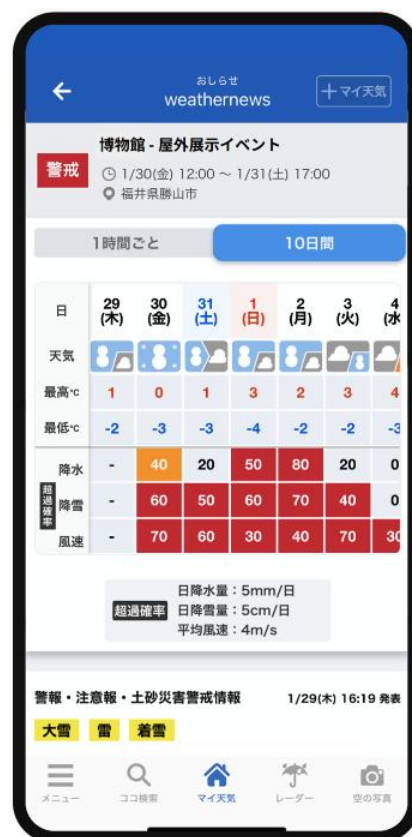 おしらせ
weathernews
＋マイ天気
警戒
博物館 - 屋外展示イベント
1/30(金) 12:00 ～ 1/31(土) 17:00
福井県勝山市
1時間ごと 10日間
日 29(木) 30(金) 31(土) 1(日) 2(月) 3(火) 4(水
天気
最高℃ 1 0 1 3 2 3 4
最低℃ -2 -3 -3 -4 -2 -2 -3
超過確率
降水 - 40 20 50 80 20 0
降雪 - 60 50 60 70 40 0
風速 - 70 60 30 40 70 30
超過確率
日降水量：5mm/日
日降雪量：5cm/日
平均風速：4m/s
警報・注意報・土砂災害警戒情報 1/29(木) 16:19 発表
大雪 雷 着雪
メニュー ココ検索 マイ天気 レーダー 空の写真